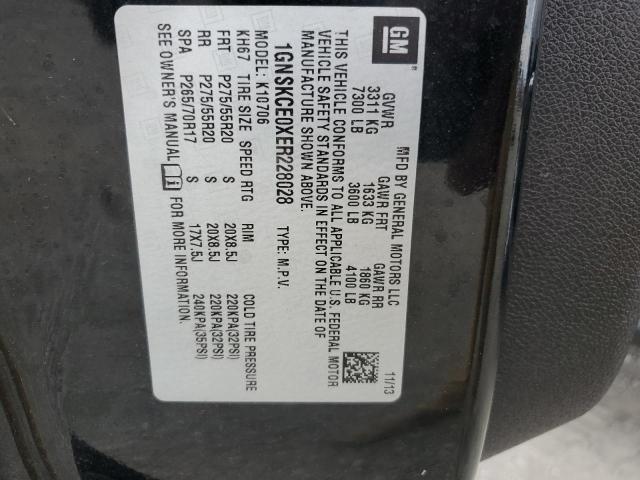 GM
MFD BY GENERAL MOTORS LLC
11/13
GVWR GAWR FRT GAWR RR
3311 KG 1633 KG 1860 KG
7300 LB 3600 LB 4100 LB
THIS VEHICLE CONFORMS TO ALL APPLICABLE U.S. FEDERAL MOTOR
VEHICLE SAFETY STANDARDS IN EFFECT ON THE DATE OF
MANUFACTURE SHOWN ABOVE.
1GNSKCE0XER228028 TYPE: M.P.V.
MODEL: K10706
KH67 TIRE SIZE SPEED RTG RIM COLD TIRE PRESSURE
FRT P275/55R20 S 20X8.5J 220KPA(32PSI)
RR P275/55R20 S 20X8.5J 220KPA(32PSI)
SPA P265/70R17 S 17X7.5J 240KPA(35PSI)
SEE OWNER'S MANUAL FOR MORE INFORMATION.